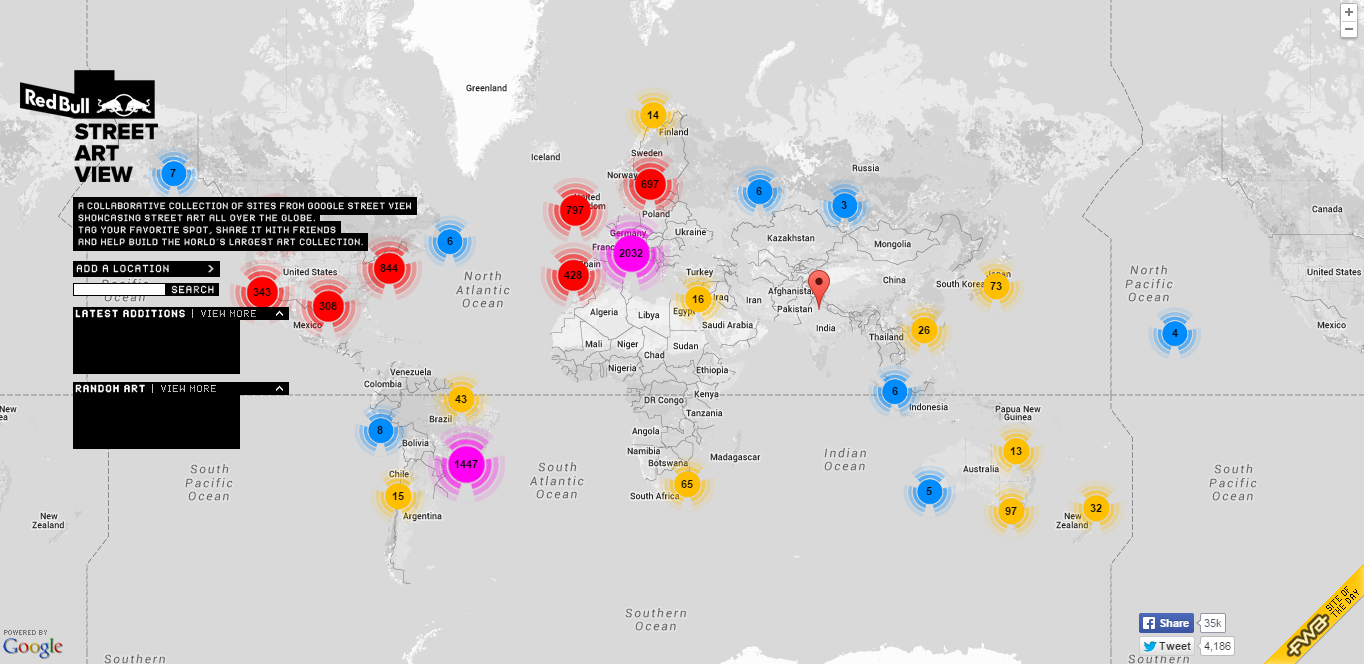 +
−
Greenland
14
Finland
Iceland
Sweden
Norway
697
Russia
Red Bull
STREET
ART
VIEW
7
6
3
Canada
A COLLABORATIVE COLLECTION OF SITES FROM GOOGLE STREET VIEW
SHOWCASING STREET ART ALL OVER THE GLOBE.
TAG YOUR FAVORITE SPOT, SHARE IT WITH FRIENDS
AND HELP BUILD THE WORLD'S LARGEST ART COLLECTION.
797
Poland
Ukraine
Germany
2032
Kazakhstan
Mongolia
6
844
ADD A LOCATION >
United States
428
Turkey
China
Japan
73
South Korea
North
Pacific
Ocean
United States
343
SEARCH
North
Atlantic
Ocean
16
Iran
Afghanistan
Pakistan
LATEST ADDITIONS | VIEW MORE
Mexico
Algeria
Libya
Egypt
Saudi Arabia
India
26
Thailand
4
Mexico
Mali
Niger
Sudan
Chad
Nigeria
Ethiopia
Venezuela
Colombia
RANDOM ART | VIEW MORE
43
Brazil
DR Congo
Kenya
Tanzania
6
Indonesia
Papua New
Guinea
8
Bolivia
Angola
Namibia
Botswana
Madagascar
Indian
Ocean
13
Australia
1447
South
Pacific
Ocean
South
Atlantic
Ocean
Chile
15
Argentina
65
South Africa
5
97
32
New
Zealand
South
Pacific
Ocean
New
Zealand
Southern
Ocean
Share
35k
Tweet
4,186
FWA SITE OF
THE DAY
POWERED BY
Google
Southern
Southern